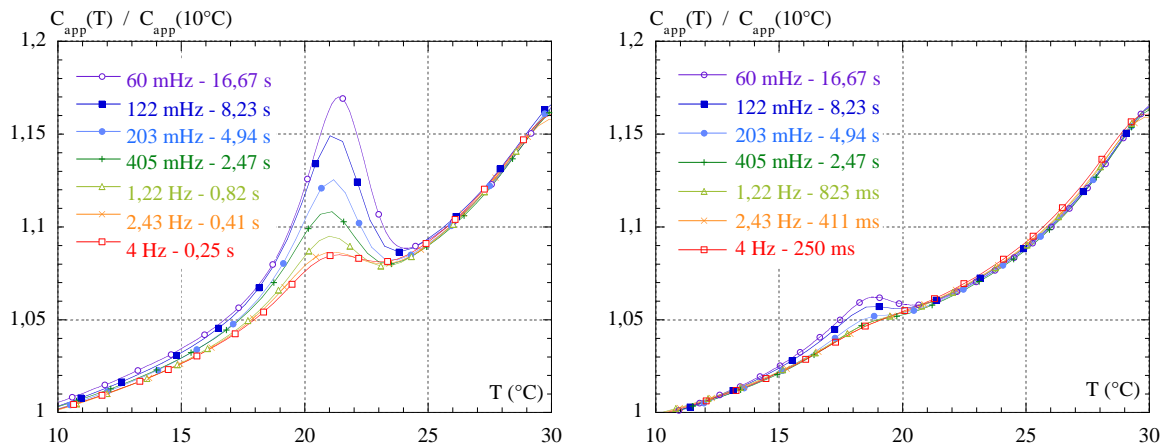 C_app(T) / C_app(10°C)
1,2
1,15
1,1
1,05
1
60 mHz - 16,67 s
122 mHz - 8,23 s
203 mHz - 4,94 s
405 mHz - 2,47 s
1,22 Hz - 0,82 s
2,43 Hz - 0,41 s
4 Hz - 0,25 s
T (°C)
10 15 20 25 30
C_app(T) / C_app(10°C)
1,2
1,15
1,1
1,05
1
60 mHz - 16,67 s
122 mHz - 8,23 s
203 mHz - 4,94 s
405 mHz - 2,47 s
1,22 Hz - 823 ms
2,43 Hz - 411 ms
4 Hz - 250 ms
T (°C)
10 15 20 25 30